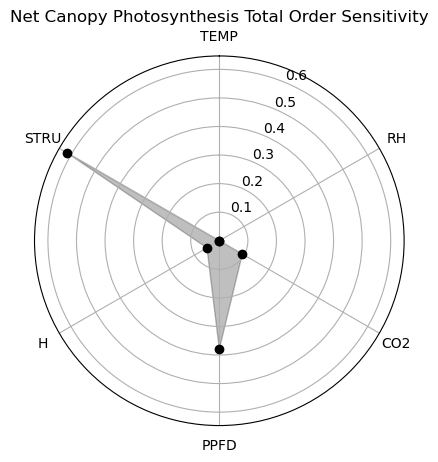 Net Canopy Photosynthesis Total Order Sensitivity
TEMP
0.6
0.5
STRU
RH
0.4
0.3
0.2
0.1
H
CO2
PPFD